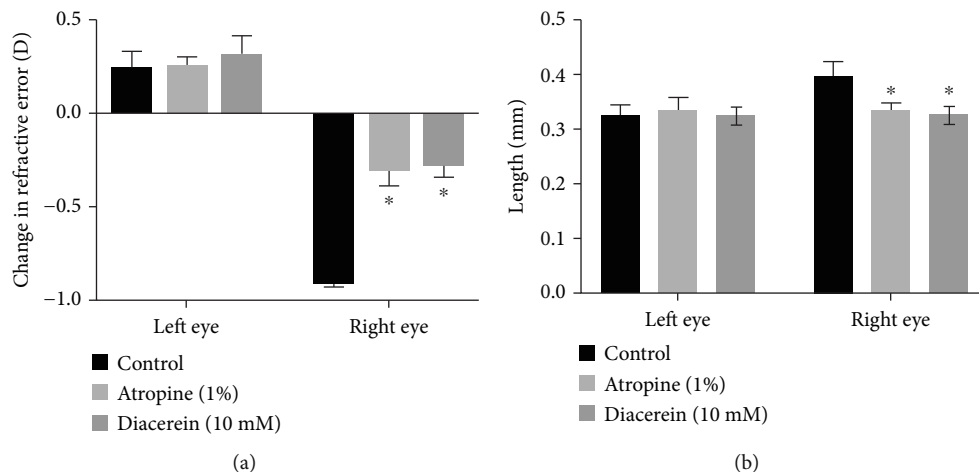 Change in refractive error (D)
0.5
0.0
−0.5
−1.0
*
*
Left eye
Right eye
Control
Atropine (1%)
Diacerein (10 mM)
(a)
Length (mm)
0.5
0.4
0.3
0.2
0.1
0.0
*
*
Left eye
Right eye
Control
Atropine (1%)
Diacerein (10 mM)
(b)